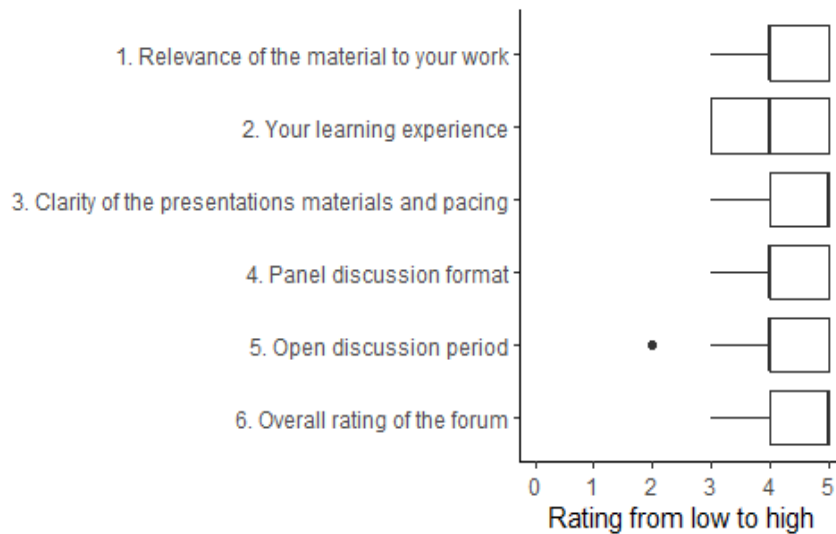 1. Relevance of the material to your work
2. Your learning experience
3. Clarity of the presentations materials and pacing
4. Panel discussion format
5. Open discussion period
6. Overall rating of the forum
0 1 2 3 4 5
Rating from low to high